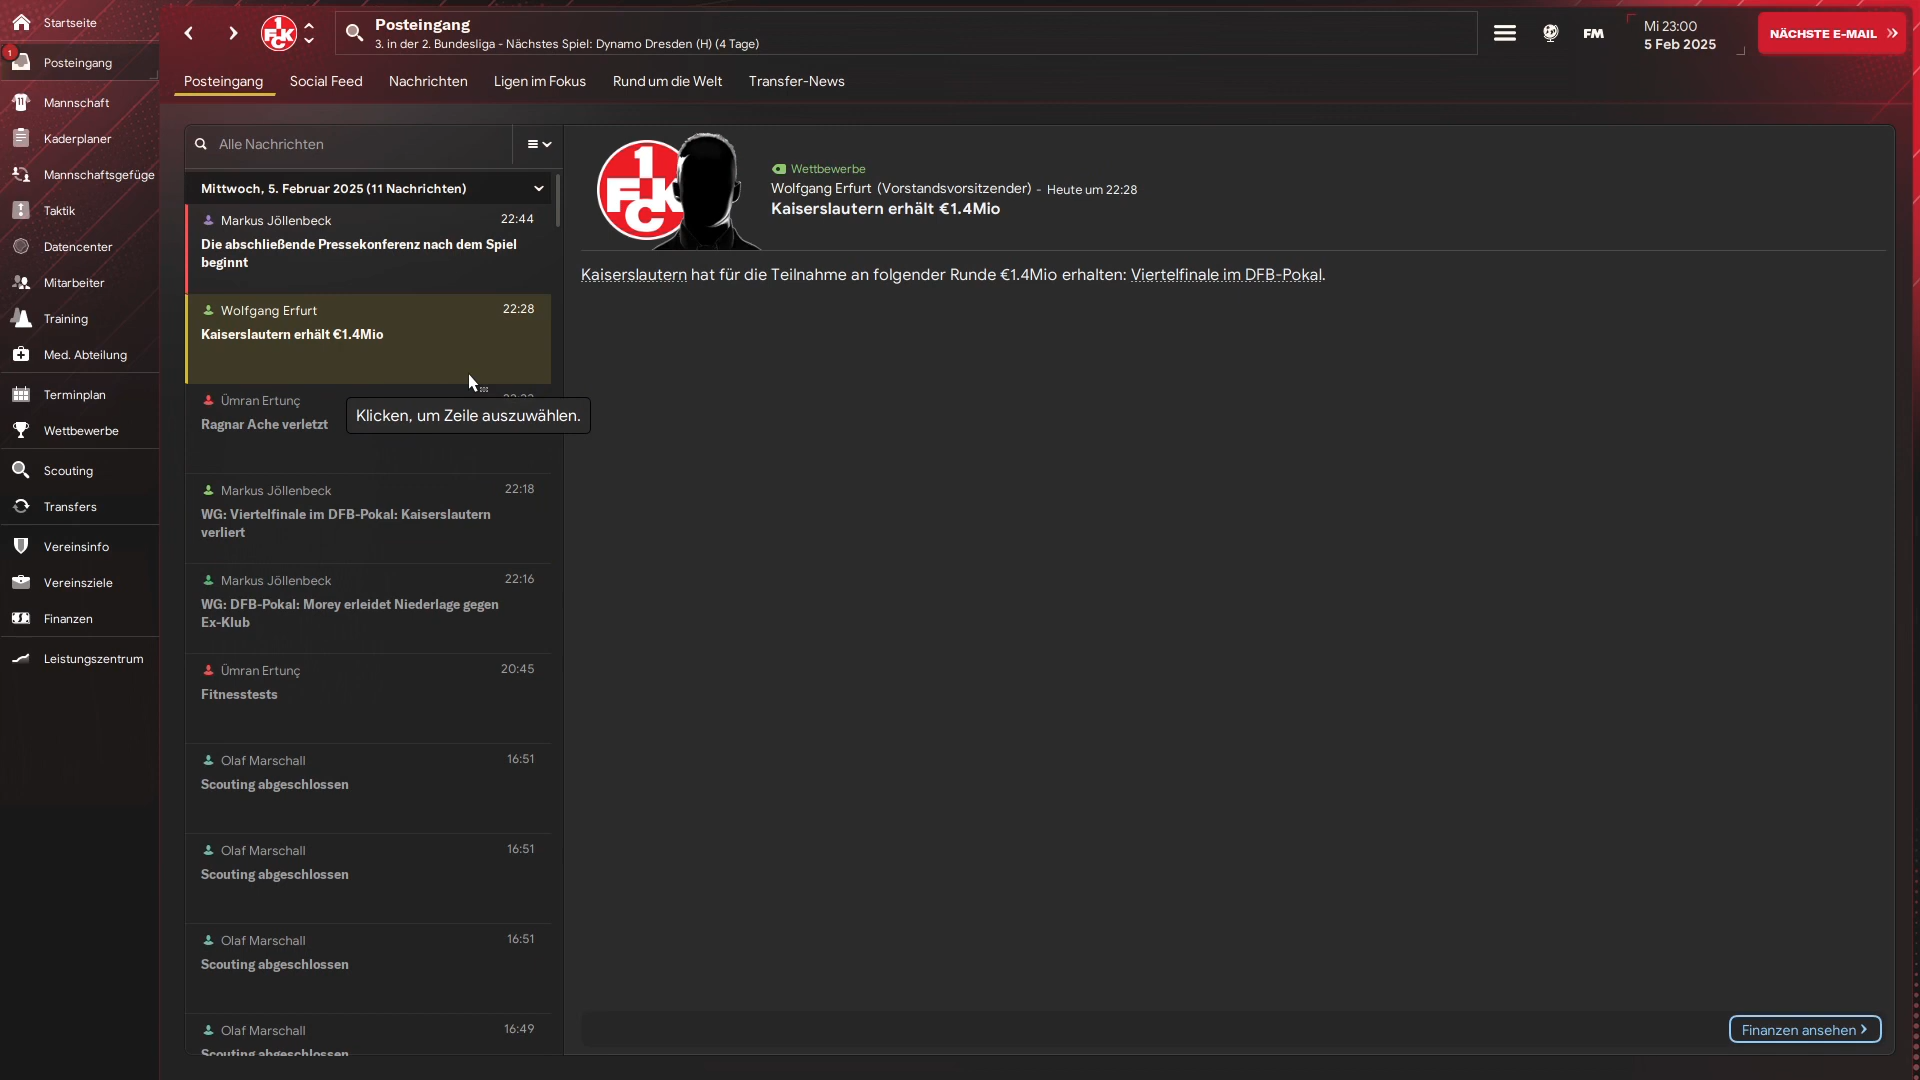 Startseite
1
Posteingang
Mannschaft
Kaderplaner
Mannschaftsgefüge
Taktik
Datencenter
Mitarbeiter
Training
Med. Abteilung
Terminplan
Wettbewerbe
Scouting
Transfers
Vereinsinfo
Vereinsziele
Finanzen
Leistungszentrum
1 FCK
Posteingang
3. in der 2. Bundesliga - Nächstes Spiel: Dynamo Dresden (H) (4 Tage)
FM
Mi 23:00
5 Feb 2025
NÄCHSTE E-MAIL
Posteingang Social Feed Nachrichten Ligen im Fokus Rund um die Welt Transfer-News
Alle Nachrichten
Mittwoch, 5. Februar 2025 (11 Nachrichten)
Markus Jöllenbeck 22:44
Die abschließende Pressekonferenz nach dem Spiel
beginnt
Wolfgang Erfurt 22:28
Kaiserslautern erhält €1.4Mio
Ümran Ertunç
Ragnar Ache verletzt
Klicken, um Zeile auszuwählen.
Markus Jöllenbeck 22:18
WG: Viertelfinale im DFB-Pokal: Kaiserslautern
verliert
Markus Jöllenbeck 22:16
WG: DFB-Pokal: Morey erleidet Niederlage gegen
Ex-Klub
Ümran Ertunç 20:45
Fitnesstests
Olaf Marschall 16:51
Scouting abgeschlossen
Olaf Marschall 16:51
Scouting abgeschlossen
Olaf Marschall 16:51
Scouting abgeschlossen
Olaf Marschall 16:49
Scouting abgeschlossen
1 FCK
Wettbewerbe
Wolfgang Erfurt (Vorstandsvorsitzender) - Heute um 22:28
Kaiserslautern erhält €1.4Mio
Kaiserslautern hat für die Teilnahme an folgender Runde €1.4Mio erhalten: Viertelfinale im DFB-Pokal.
Finanzen ansehen